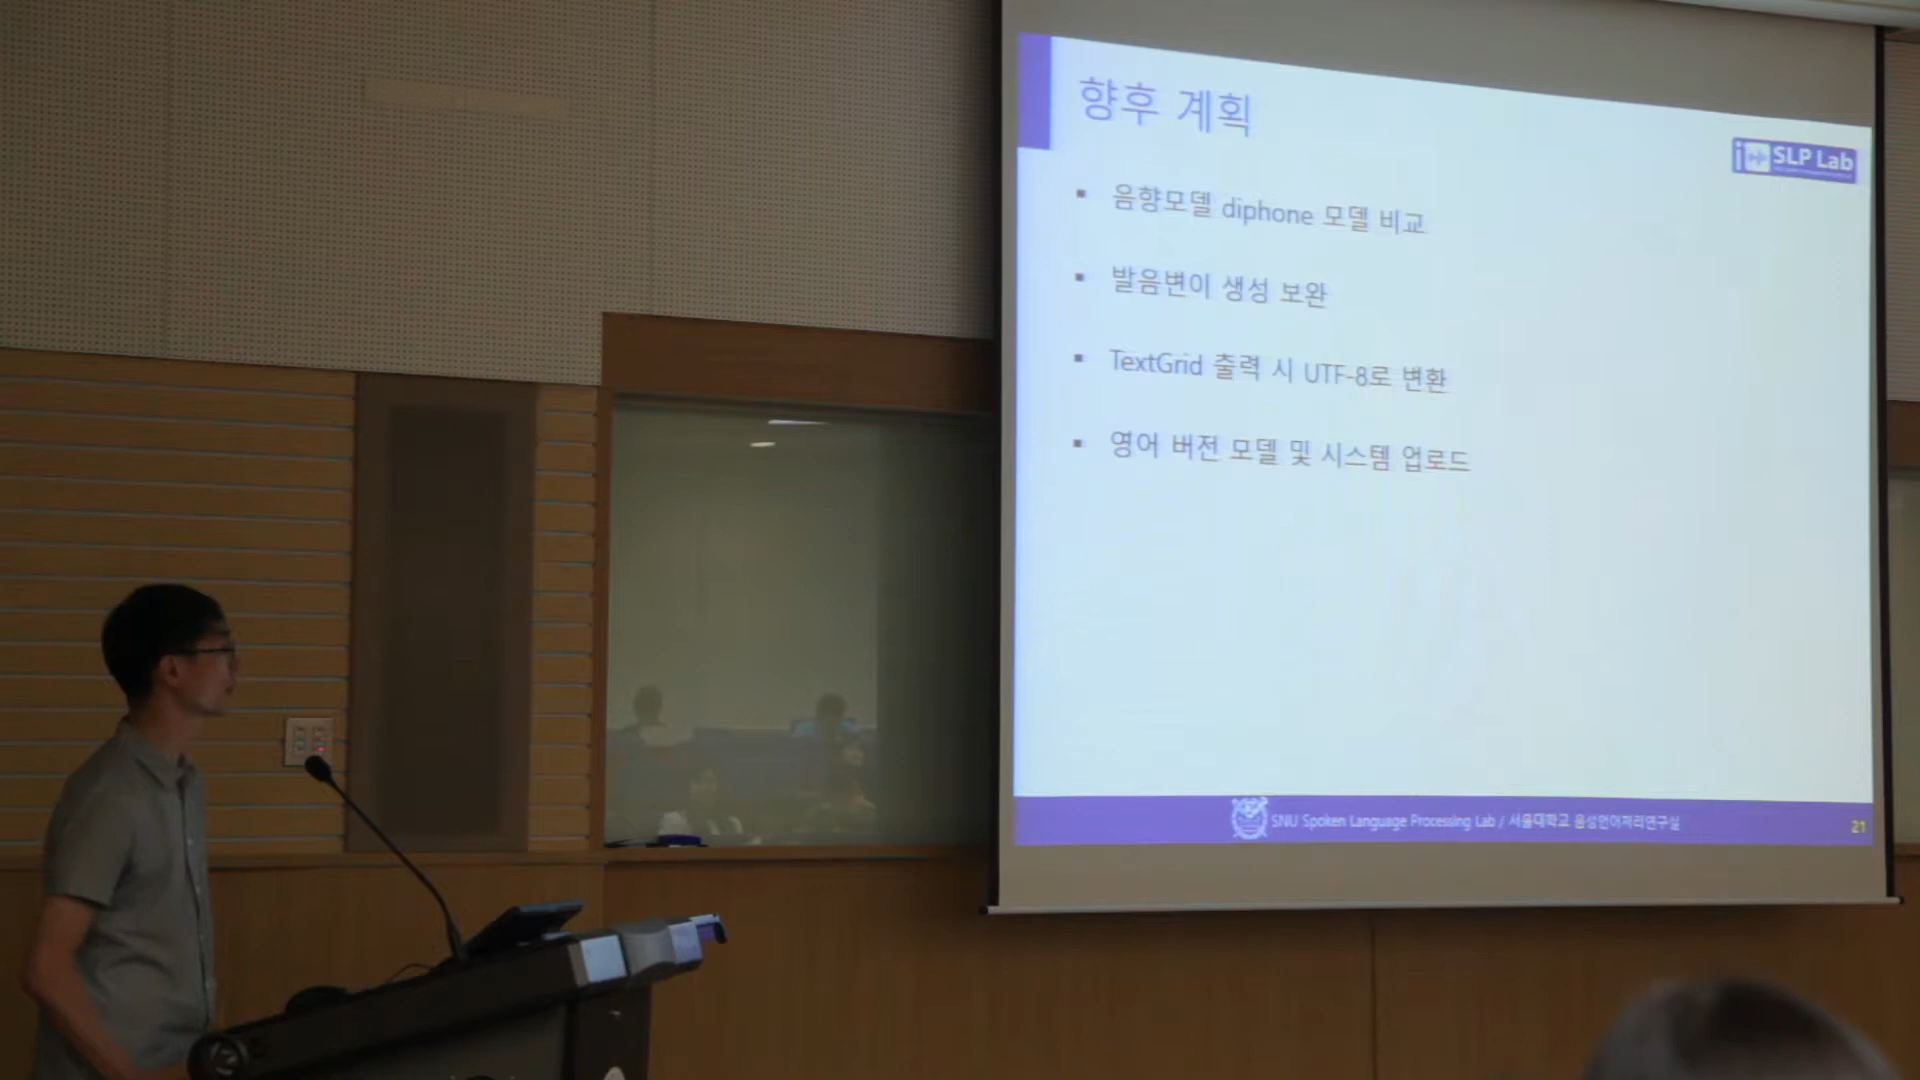 향후 계획
SLP Lab
▪ 음향모델 diphone 모델 비교
▪ 발음변이 생성 보완
▪ TextGrid 출력 시 UTF-8로 변환
▪ 영어 버전 모델 및 시스템 업로드
SNU Spoken Language Processing Lab / 서울대학교 음성언어처리연구실
21